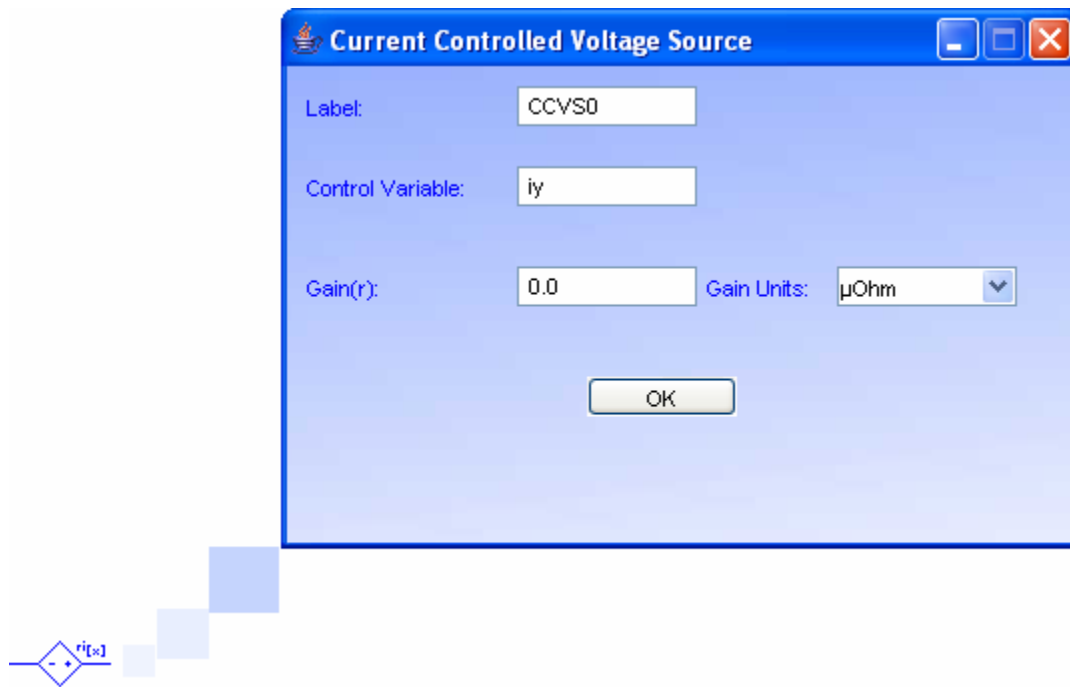 Current Controlled Voltage Source
Label: CCVS0
Control Variable: iy
Gain(r): 0.0 Gain Units: µOhm
OK
ri[x]
- +